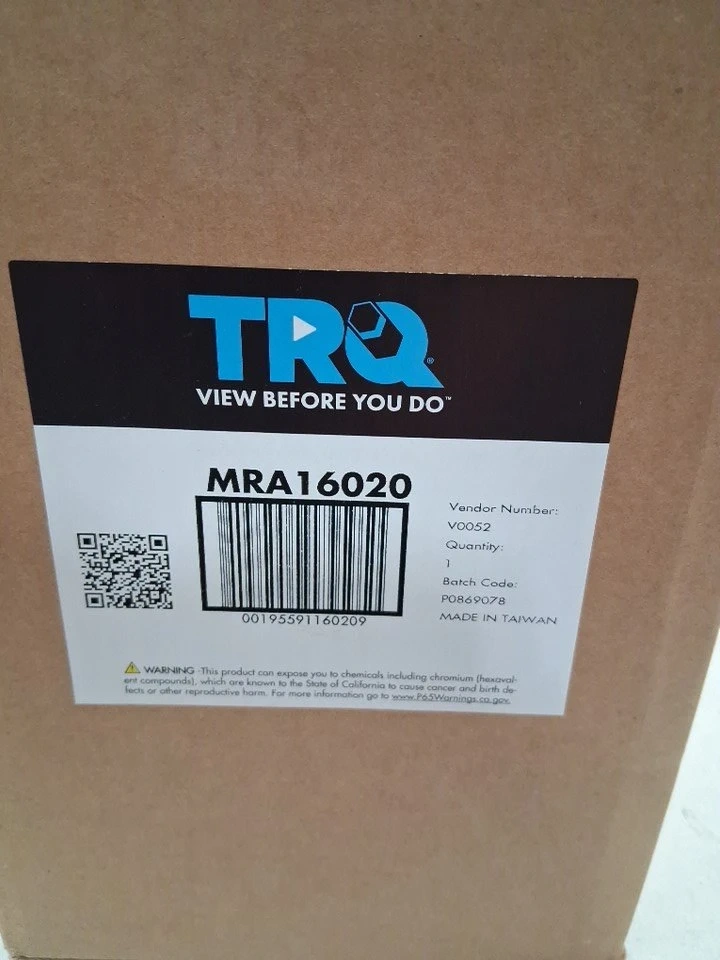 TRQ®
VIEW BEFORE YOU DO™
MRA16020
00195591160209
Vendor Number:
V0052
Quantity:
1
Batch Code:
P0869078
MADE IN TAIWAN
WARNING This product can expose you to chemicals including chromium (hexaval-
ent compounds), which are known to the State of California to cause cancer and birth de-
fects or other reproductive harm. For more information go to www.P65Warnings.ca.gov.